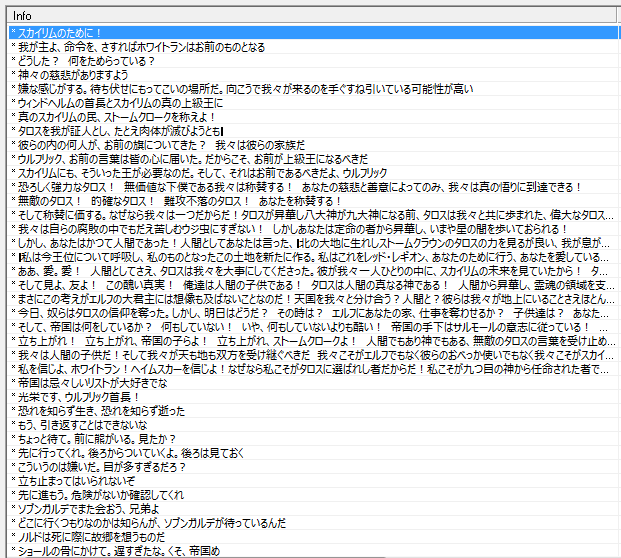 Info
* スカイリムのために！
* 我が主よ、命令を、さすればホワイトランはお前のものとなる
* どうした？　何をためらっている？
* 神々の慈悲がありますよう
* 嫌な感じがする。待ち伏せにもってこいの場所だ。向こうで我々が来るのを手ぐすね引いている可能性が高い
* ウィンドヘルムの首長とスカイリムの真の上級王に
* 真のスカイリムの民、ストームクロークを称えよ！
* タロスを我が証人とし、たとえ肉体が滅びようとも
* 彼らの内の何人が、お前の旗についてきた？　我々は彼らの家族だ
* ウルフリック、お前の言葉は皆の心に届いた。だからこそ、お前が上級王になるべきだ
* スカイリムにも、そういった王が必要なのだ。そして、それはお前であるべきだよ、ウルフリック
* 恐ろしく強力なタロス！　無価値な下僕である我々は称賛する！　あなたの慈悲と善意によってのみ、我々は真の悟りに到達できる！
* 無敵のタロス！　的確なタロス！　難攻不落のタロス！　あなたを称賛する！
* そして称賛に価する。なぜなら我々は一つだからだ！タロスが昇華し八大神が九大神になる前、タロスは我々と共に歩まれた、偉大なタロス...
* 我々は自らの腐敗の中でもだえ苦しむウジ虫にすぎない！　しかしあなたは定命の者から昇華し、いまや星の間を歩いておられる！
* しかし、あなたはかつて人間であった！人間としてあなたは言った、北の大地に生れしストームクラウンのタロスの力を見るが良い、我が息が...
* 私は今王位について呼吸し、私のものとなったこの土地を新たに作る。私はこれをレッド・レギオン、あなたのために行う、あなたを愛している...
* ああ、愛。愛！　人間としてさえ、タロスは我々を大事にしてくださった。彼が我々一人ひとりの中に、スカイリムの未来を見ていたから！　タ...
* そして見よ、友よ！　この醜い真実！　俺達は人間の子供である！　タロスは人間の真なる神である！　人間から昇華し、霊魂の領域を支...
* まさにこの考えがエルフの大君主には想像も及ばないことなのだ！天国を我々と分け合う？人間と？彼らは我々が地上にいることさえほとん...
* 今日、奴らはタロスの信仰を奪った。しかし、明日はどうだ？　その時は？　エルフにあなたの家、仕事を奪わせるか？　子供達は？　あなた...
* そして、帝国は何をしているか？　何もしていない！　いや、何もしていないよりも酷い！　帝国の手下はサルモールの意志に従っている！　...
* 立ち上がれ！　立ち上がれ、帝国の子らよ！　立ち上がれ、ストームクロークよ！　人間でもあり神でもある、無敵のタロスの言葉を受け止め...
* 我々は人間の子供だ！そして我々が天も地も双方を受け継ぐべきだ　我々こそがエルフでもなく彼らのおべっか使いでもなく我々こそがスカイ...
* 私を信じよ、ホワイトラン！ヘイムスカーを信じよ！なぜなら私こそがタロスに選ばれし者だからだ！私こそが九つ目の神から任命された者で...
* 帝国は忌々しいリストが大好きでな
* 光栄です、ウルフリック首長！
* 恐れを知らず生き、恐れを知らず逝った
* もう、引き返すことはできないな
* ちょっと待て。前に熊がいる。見たか？
* 先に行ってくれ。後ろからついていくよ。後ろは見ておく
* こういうのは嫌いだ。目が多すぎるだろ？
* 立ち止まってはいられないぞ
* 先に進もう。危険がないか確認してくれ
* ソブンガルデでまた会おう、兄弟よ
* どこに行くつもりなのかは知らんが、ソブンガルデが待っているんだ
* ノルドは死に際に故郷を想うものだ
* ショールの骨にかけて。遅すぎたな。くそ、帝国め